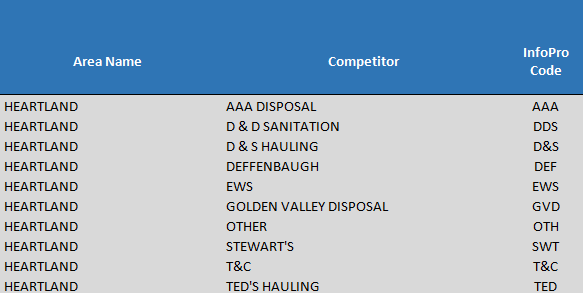 Area Name Competitor InfoPro Code
HEARTLAND AAA DISPOSAL AAA
HEARTLAND D & D SANITATION DDS
HEARTLAND D & S HAULING D&S
HEARTLAND DEFFENBAUGH DEF
HEARTLAND EWS EWS
HEARTLAND GOLDEN VALLEY DISPOSAL GVD
HEARTLAND OTHER OTH
HEARTLAND STEWART'S SWT
HEARTLAND T&C T&C
HEARTLAND TED'S HAULING TED